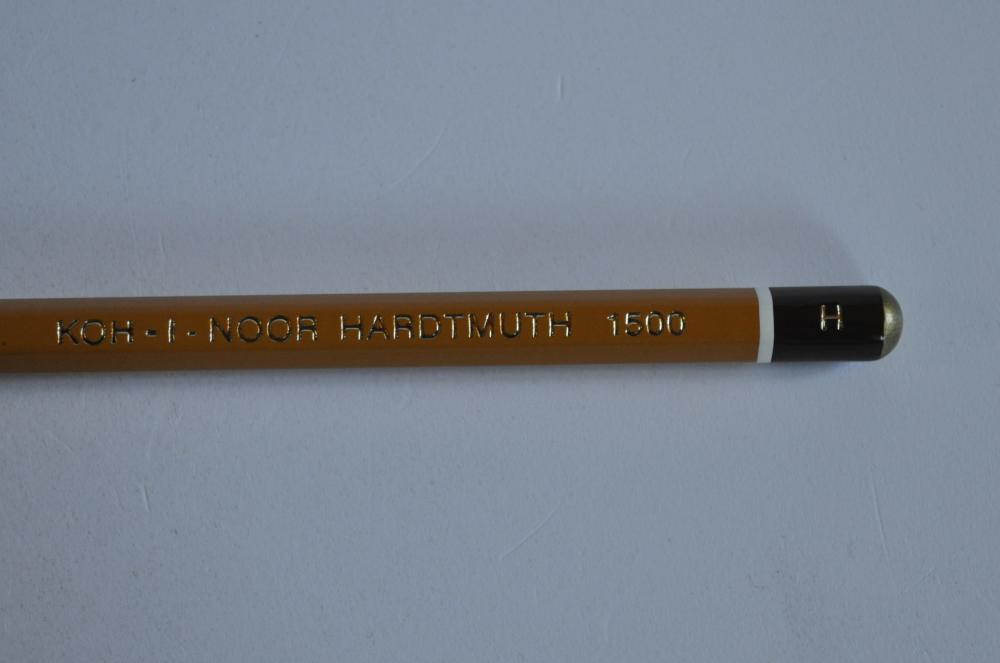 KOH-I-NOOR HARDTMUTH 1500 H